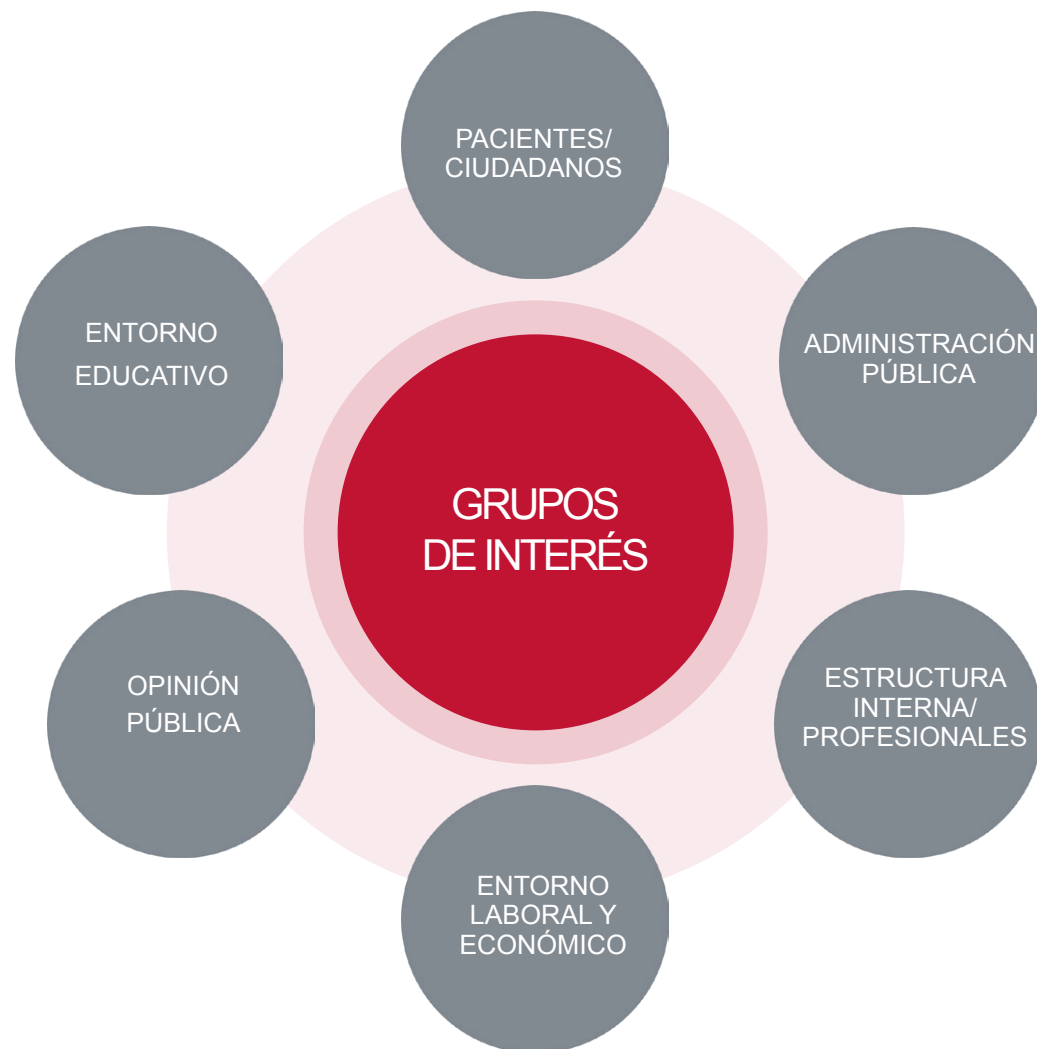 PACIENTES/
CIUDADANOS
ENTORNO
EDUCATIVO
ADMINISTRACIÓN
PÚBLICA
GRUPOS
DE INTERÉS
OPINIÓN
PÚBLICA
ESTRUCTURA
INTERNA/
PROFESIONALES
ENTORNO
LABORAL Y
ECONÓMICO